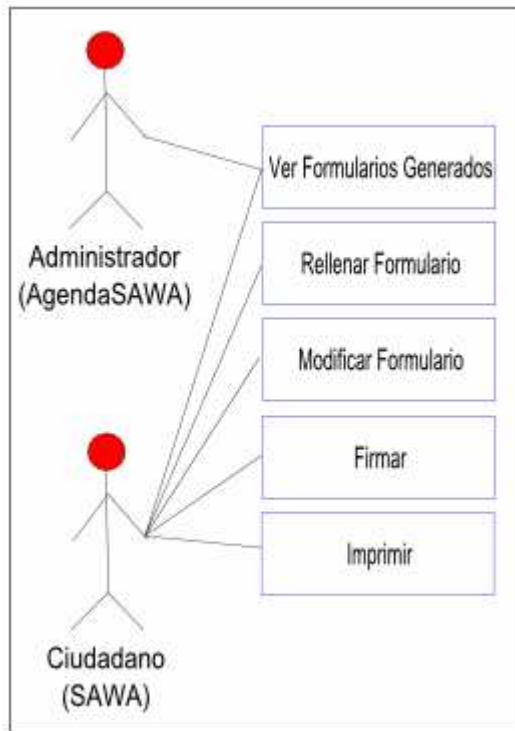 Ver Formularios Generados
Administrador
(AgendaSAWA)
Rellenar Formulario
Modificar Formulario
Firmar
Imprimir
Ciudadano
(SAWA)